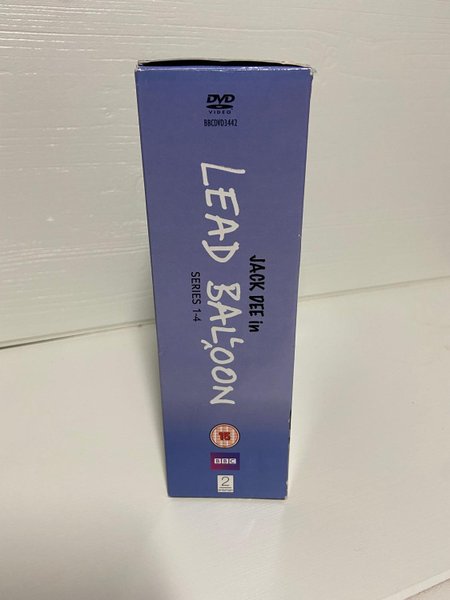 DVD
VIDEO
BBCDVD3442
JACK DEE in
LEAD BALLOON
SERIES 1-4
15
BBC
2